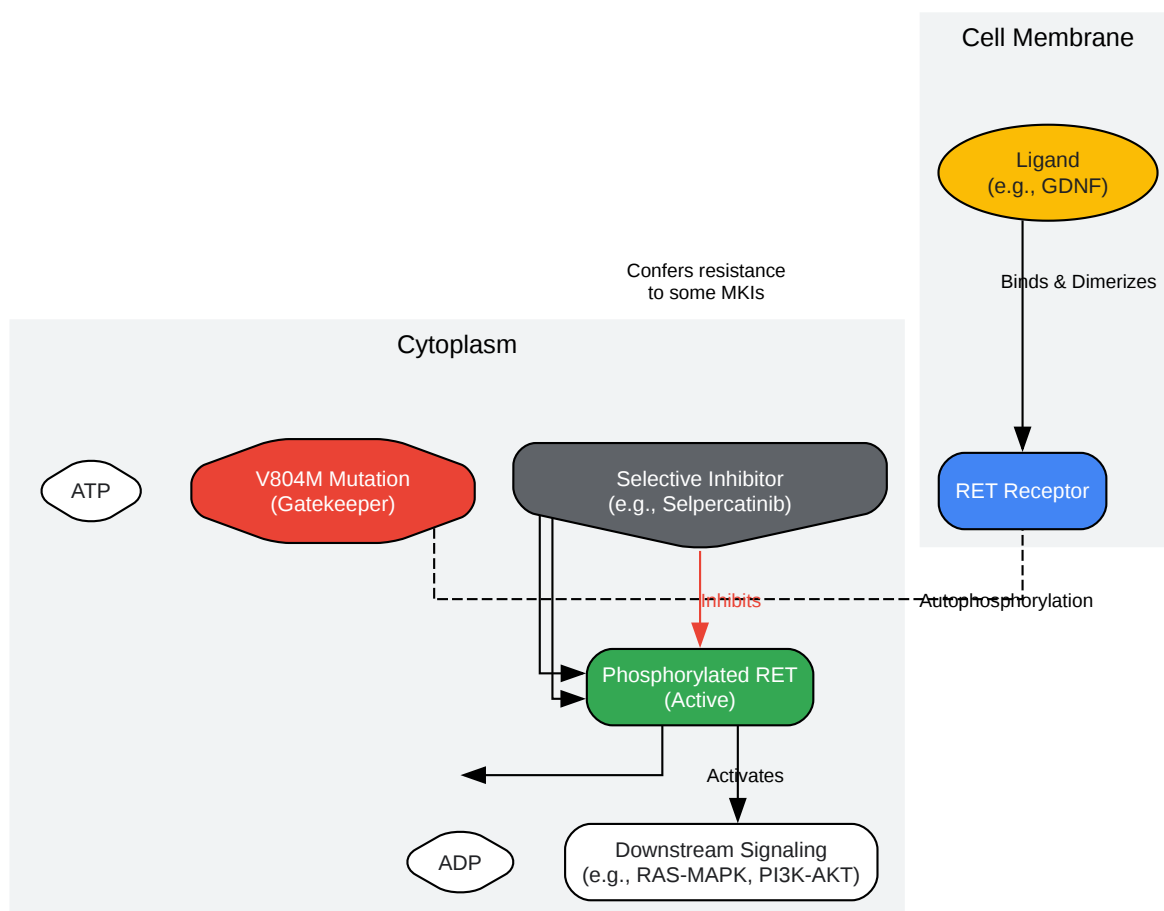 Cell Membrane
Ligand
(e.g., GDNF)
Confers resistance
to some MKIs
Binds & Dimerizes
Cytoplasm
ATP
V804M Mutation
(Gatekeeper)
Selective Inhibitor
(e.g., Selpercatinib)
RET Receptor
Inhibits
Autophosphorylation
Phosphorylated RET
(Active)
Activates
ADP
Downstream Signaling
(e.g., RAS-MAPK, PI3K-AKT)